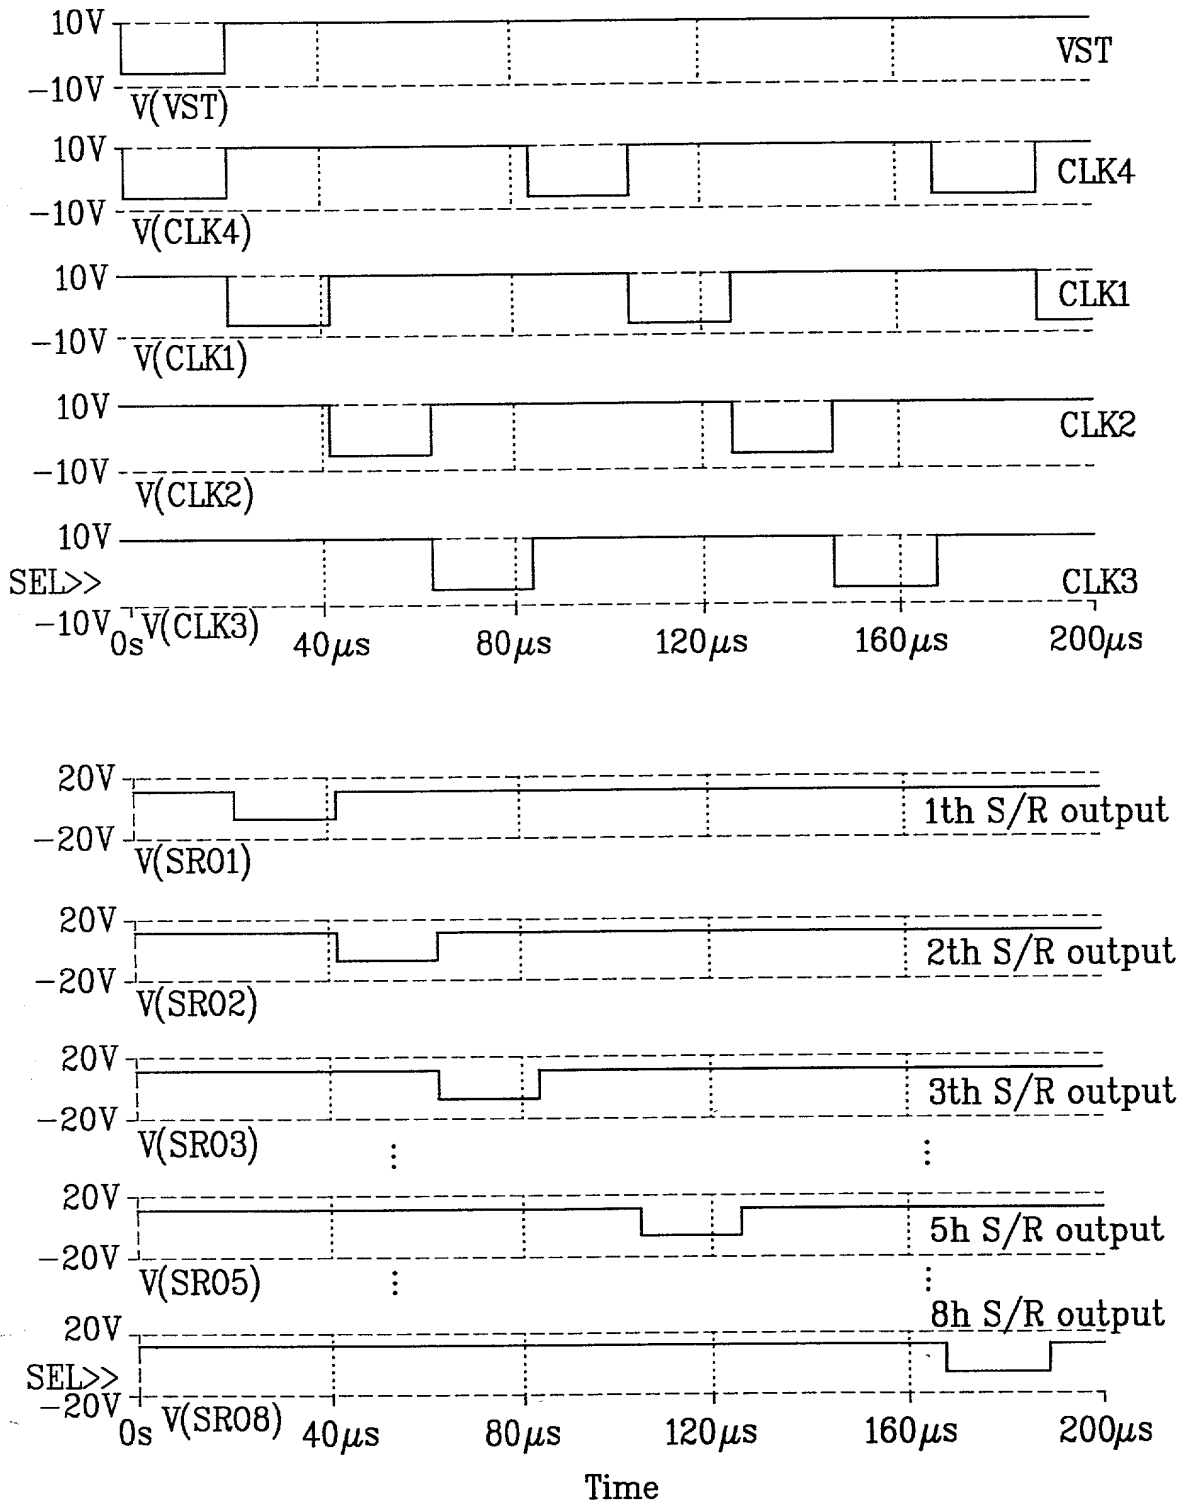 10V
VST
-10V
V(VST)
10V
CLK4
-10V
V(CLK4)
10V
CLK1
-10V
V(CLK1)
10V
CLK2
-10V
V(CLK2)
10V
SEL>>
CLK3
-10V
V(CLK3)
0s 40μs 80μs 120μs 160μs 200μs
20V
1th S/R output
-20V
V(SR01)
20V
2th S/R output
-20V
V(SR02)
20V
3th S/R output
-20V
V(SR03)
20V
5h S/R output
-20V
V(SR05)
8h S/R output
20V
SEL>>
-20V
V(SR08)
0s 40μs 80μs 120μs 160μs 200μs
Time